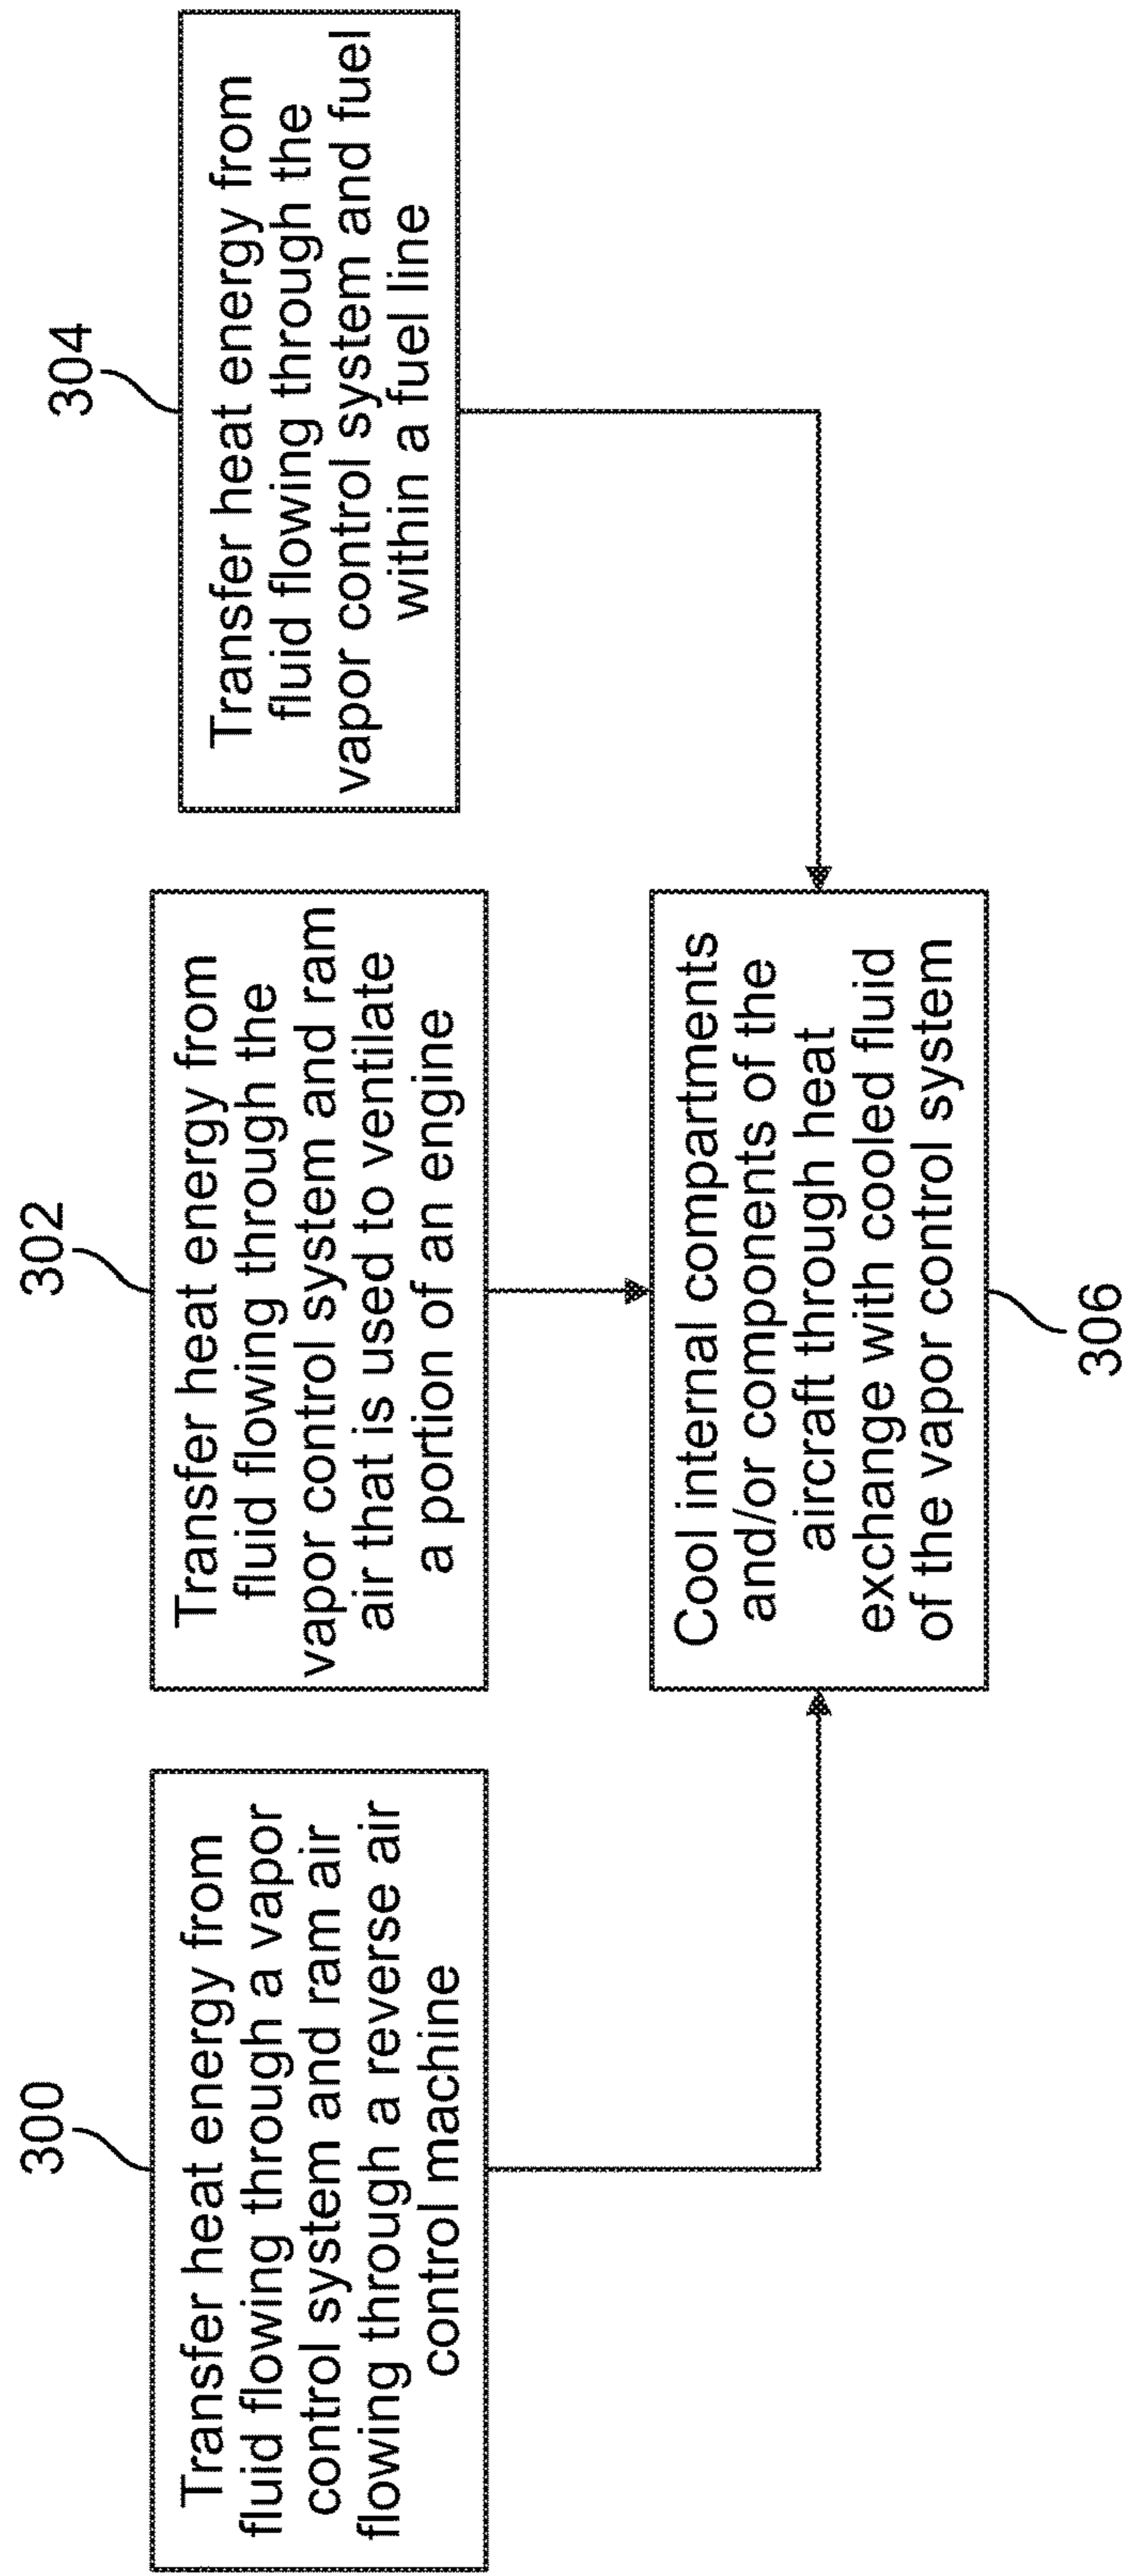 300
Transfer heat energy from
fluid flowing through a vapor
control system and ram air
flowing through a reverse air
control machine
302
Transfer heat energy from
fluid flowing through the
vapor control system and ram
air that is used to ventilate
a portion of an engine
304
Transfer heat energy from
fluid flowing through the
vapor control system and fuel
within a fuel line
Cool internal compartments
and/or components of the
aircraft through heat
exchange with cooled fluid
of the vapor control system
306